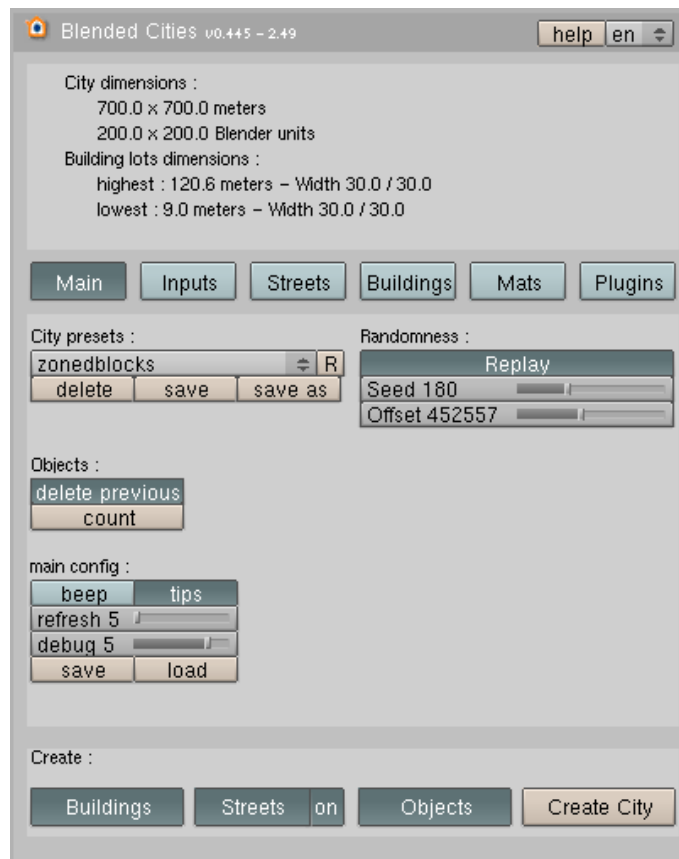 Blended Cities v0.445 – 2.49 help en
City dimensions :
700.0 x 700.0 meters
200.0 x 200.0 Blender units
Building lots dimensions :
highest : 120.6 meters – Width 30.0 / 30.0
lowest : 9.0 meters – Width 30.0 / 30.0
Main Inputs Streets Buildings Mats Plugins
City presets : Randomness :
zonedblocks R Replay
delete save save as Seed 180
Offset 452557
Objects :
delete previous
count
main config :
beep tips
refresh 5
debug 5
save load
Create :
Buildings Streets on Objects Create City